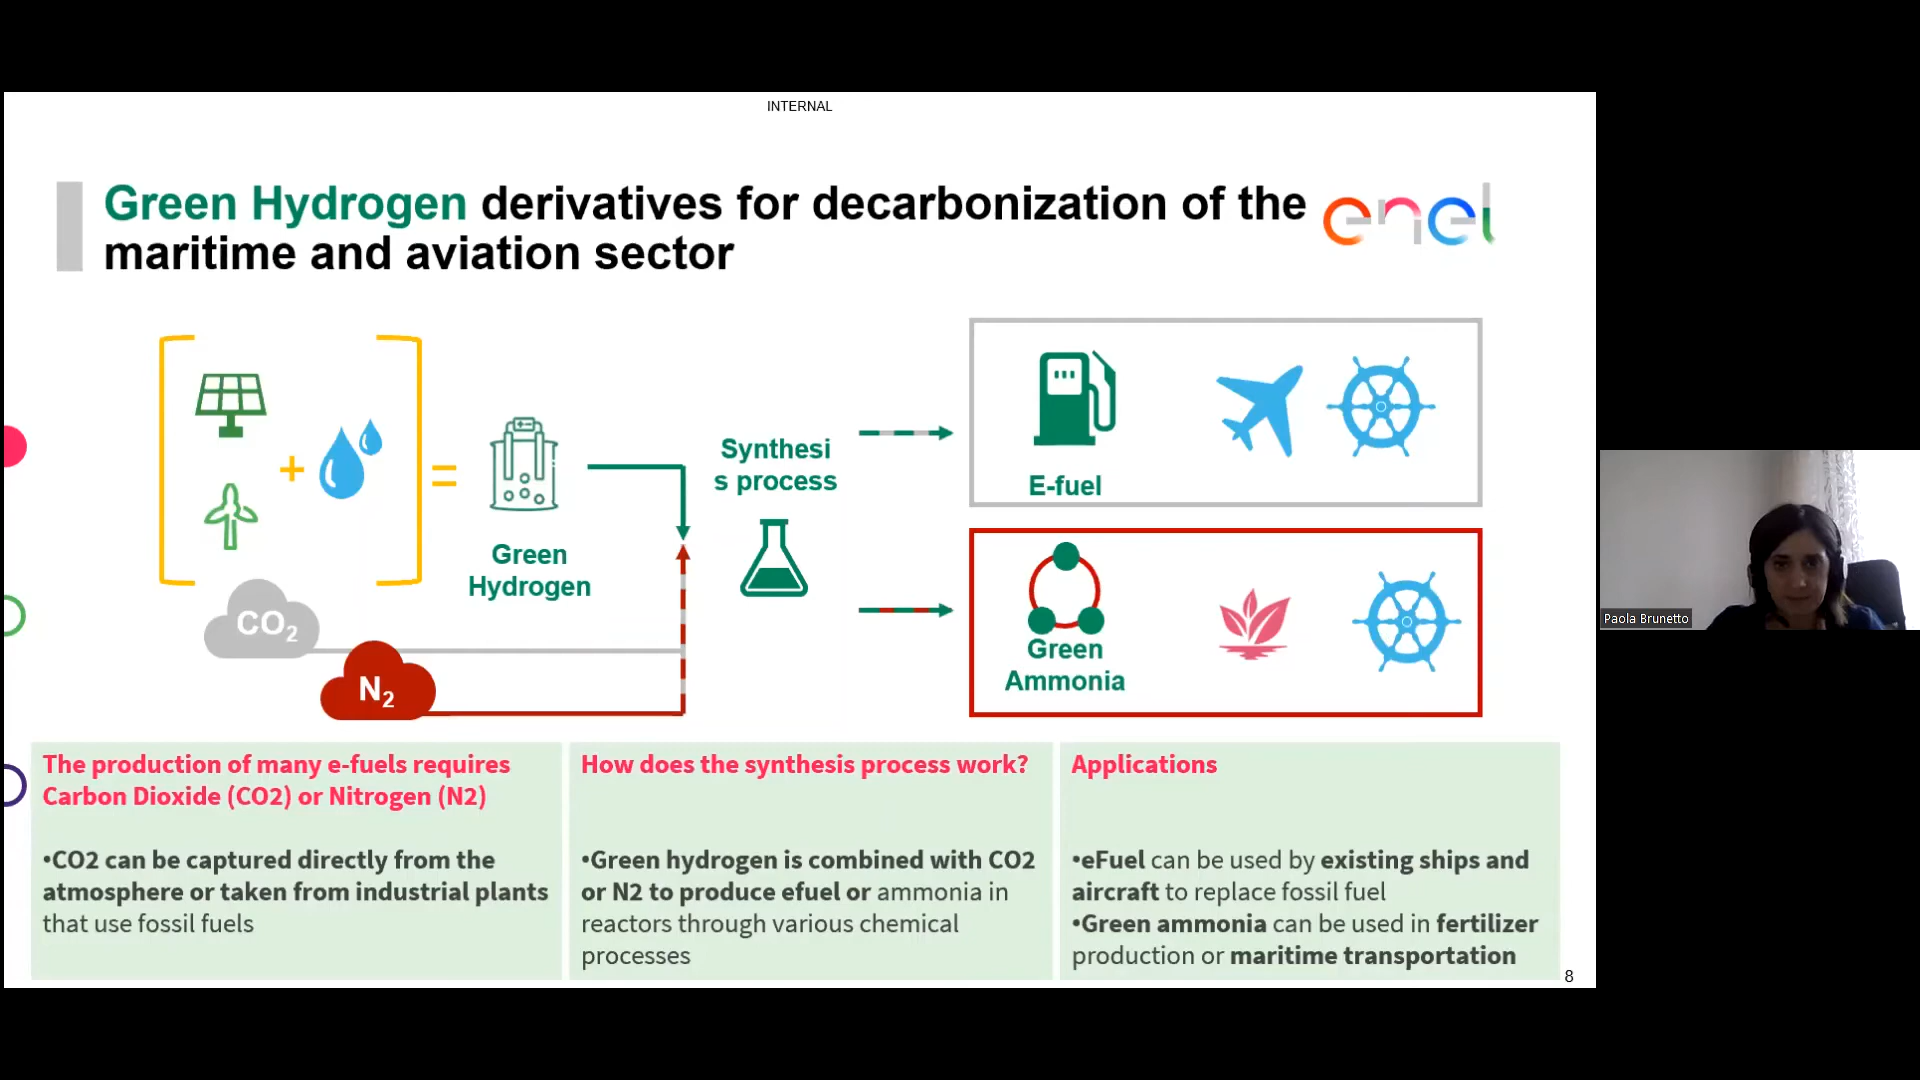 INTERNAL
Green Hydrogen derivatives for decarbonization of the
maritime and aviation sector
enel
Synthesi
s process
E-fuel
Green
Hydrogen
CO2
N2
Green
Ammonia
The production of many e-fuels requires
Carbon Dioxide (CO2) or Nitrogen (N2)
•CO2 can be captured directly from the
atmosphere or taken from industrial plants
that use fossil fuels
How does the synthesis process work?
•Green hydrogen is combined with CO2
or N2 to produce efuel or ammonia in
reactors through various chemical
processes
Applications
•eFuel can be used by existing ships and
aircraft to replace fossil fuel
•Green ammonia can be used in fertilizer
production or maritime transportation
8
Paola Brunetto